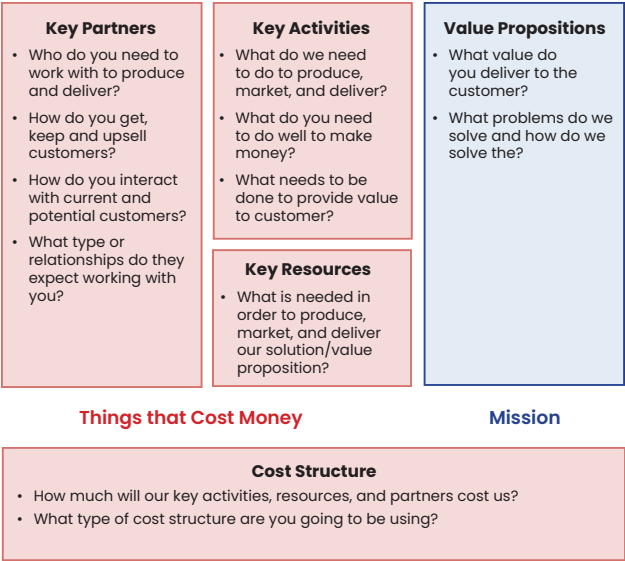 Key Partners
• Who do you need to
work with to produce
and deliver?
• How do you get,
keep and upsell
customers?
• How do you interact
with current and
potential customers?
• What type or
relationships do they
expect working with
you?
Key Activities
• What do we need
to do to produce,
market, and deliver?
• What do you need
to do well to make
money?
• What needs to be
done to provide value
to customer?
Key Resources
• What is needed in
order to produce,
market, and deliver
our solution/value
proposition?
Value Propositions
• What value do
you deliver to the
customer?
• What problems do we
solve and how do we
solve the?
Things that Cost Money
Mission
Cost Structure
• How much will our key activities, resources, and partners cost us?
• What type of cost structure are you going to be using?